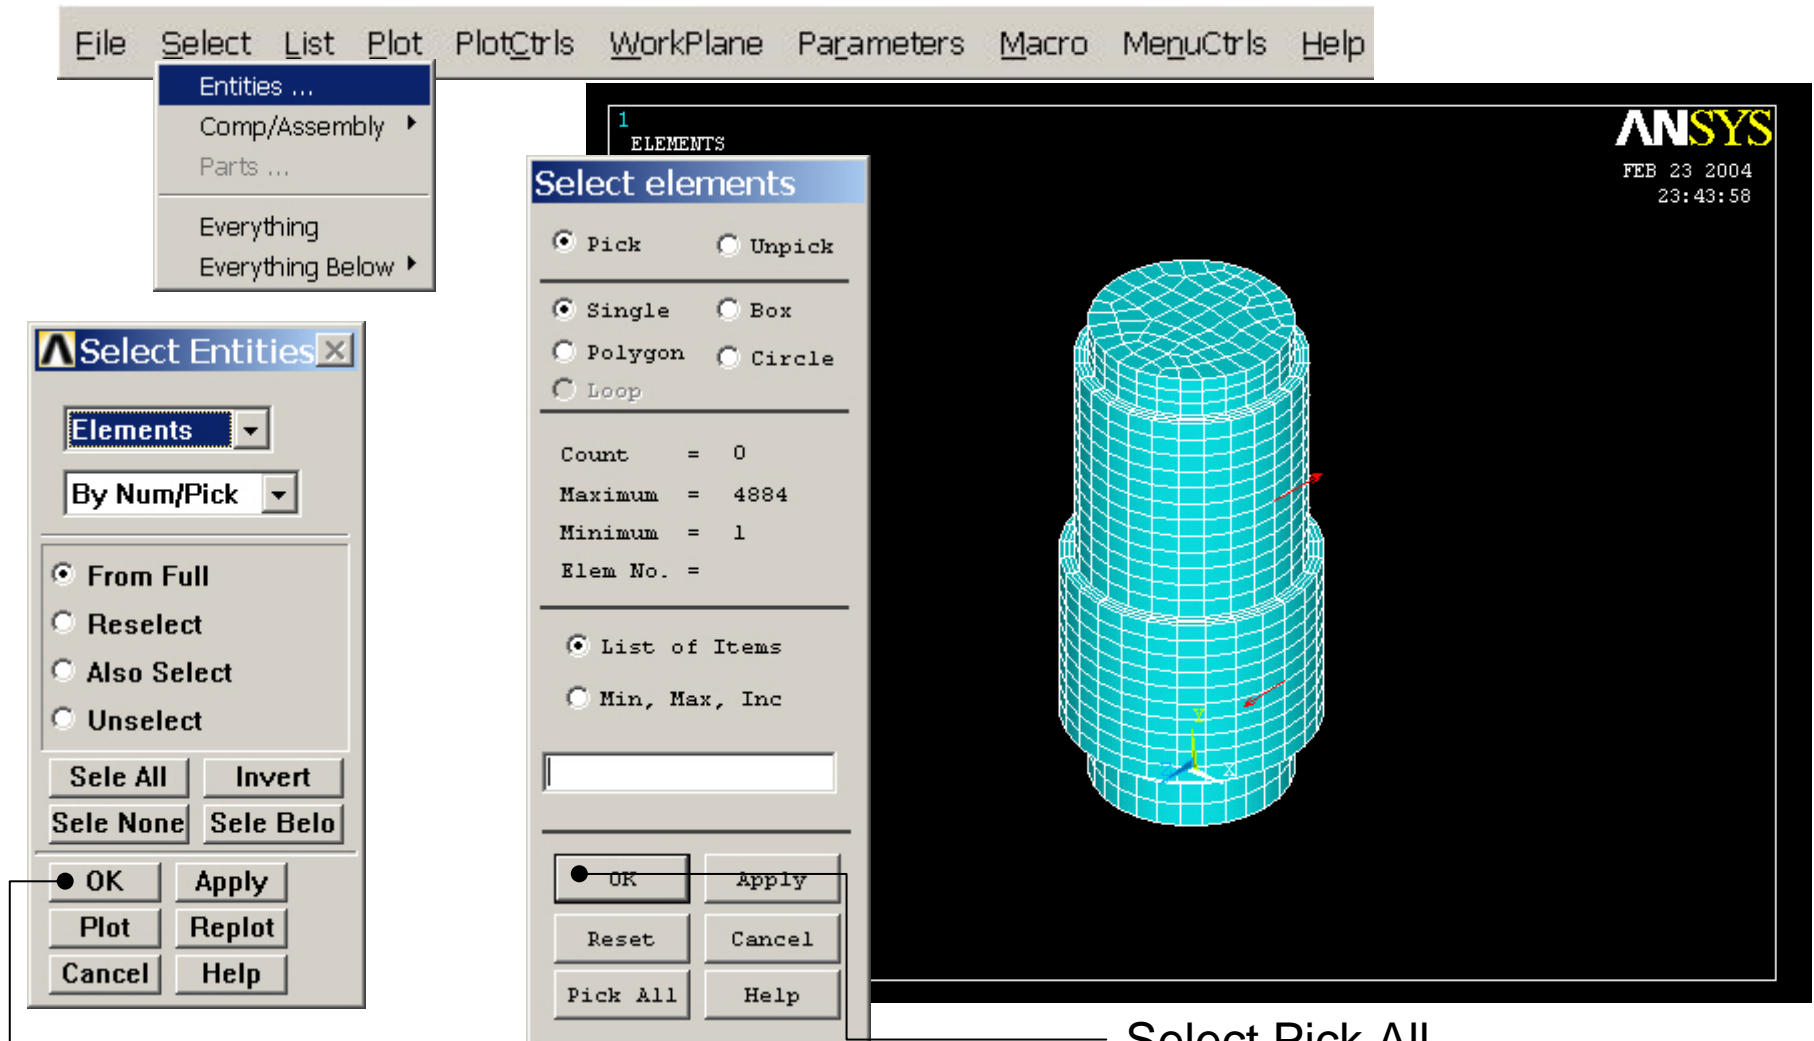 File Select List Plot PlotCtrls WorkPlane Parameters Macro MenuCtrls Help
Entities ...
Comp/Assembly
Parts ...
Everything
Everything Below
Select Entities
Elements
By Num/Pick
From Full
Reselect
Also Select
Unselect
Sele All Invert
Sele None Sele Belo
OK Apply
Plot Replot
Cancel Help
Select elements
Pick Unpick
Single Box
Polygon Circle
Loop
Count = 0
Maximum = 4884
Minimum = 1
Elem No. =
List of Items
Min, Max, Inc
OK Apply
Reset Cancel
Pick All Help
1
ELEMENTS
ANSYS
FEB 23 2004
23:43:58
Y
Z X
Select Pick All